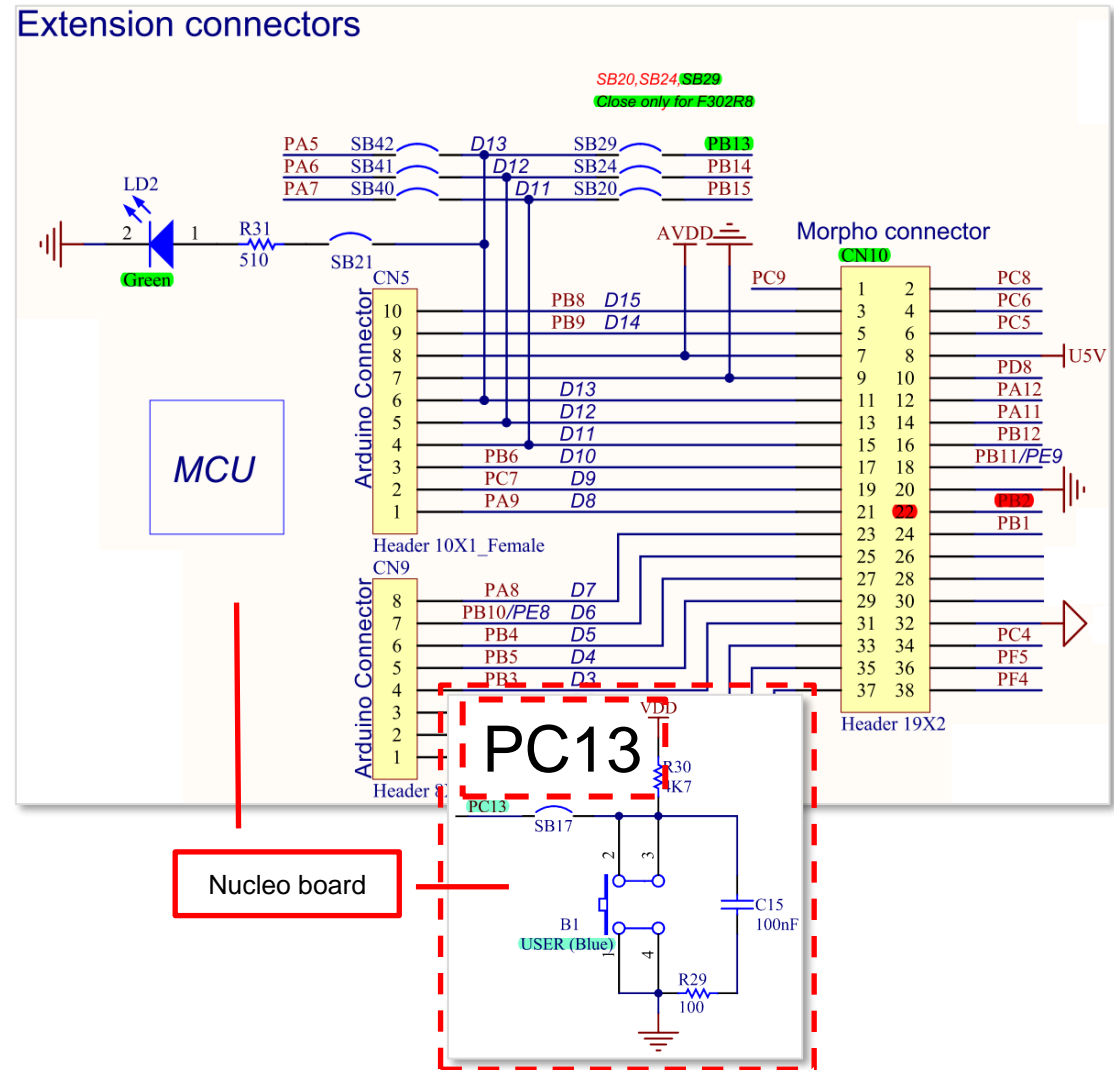 Extension connectors
SB20,SB24,SB29
Close only for F302R8
PA5 SB42 D13 SB29 PB13
PA6 SB41 D12 SB24 PB14
PA7 SB40 D11 SB20 PB15
LD2
2 1 R31
510
SB21
Green
AVDD
Morpho connector
CN10
CN5
Arduino Connector
10 PB8 D15
9 PB9 D14
8
7
6 D13
5 D12
4 D11
3 PB6 D10
2 PC7 D9
1 PA9 D8
Header 10X1_Female
PC9 1 2 PC8
3 4 PC6
5 6 PC5
7 8 U5V
9 10 PD8
11 12 PA12
13 14 PA11
15 16 PB12
17 18 PB11/PE9
19 20
21 22 PB2
23 24 PB1
25 26
27 28
29 30
31 32
33 34 PC4
35 36 PF5
37 38 PF4
Header 19X2
MCU
CN9
Arduino Connector
8 PA8 D7
7 PB10/PE8 D6
6 PB4 D5
5 PB5 D4
4 PB3 D3
3
2
1
Header 8
VDD
PC13
R30
4K7
PC13
SB17
2 3
B1
USER (Blue)
1 4
C15
100nF
R29
100
Nucleo board